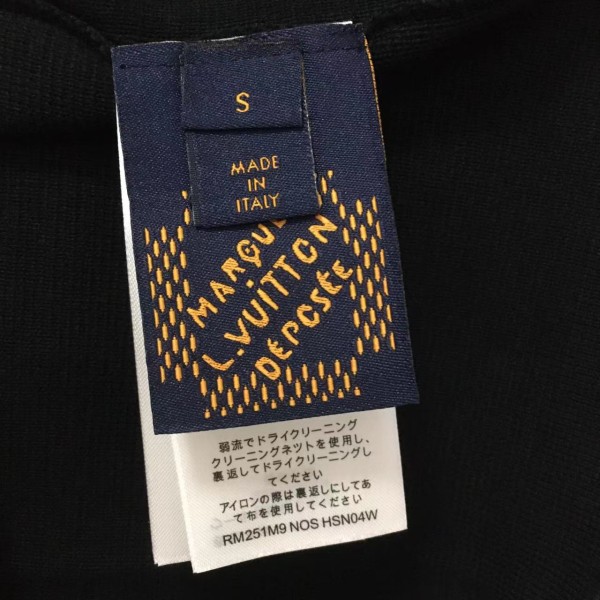 S
MADE
IN
ITALY
MARQUE
L.VUITTON
DÉPOSÉE
弱流でドライクリーニング
クリーニングネットを使用し、
裏返してドライクリーニングし
てください
アイロンの際は裏返しにしてあ
て布を使用してください
RM251M9 NOS HSN04W